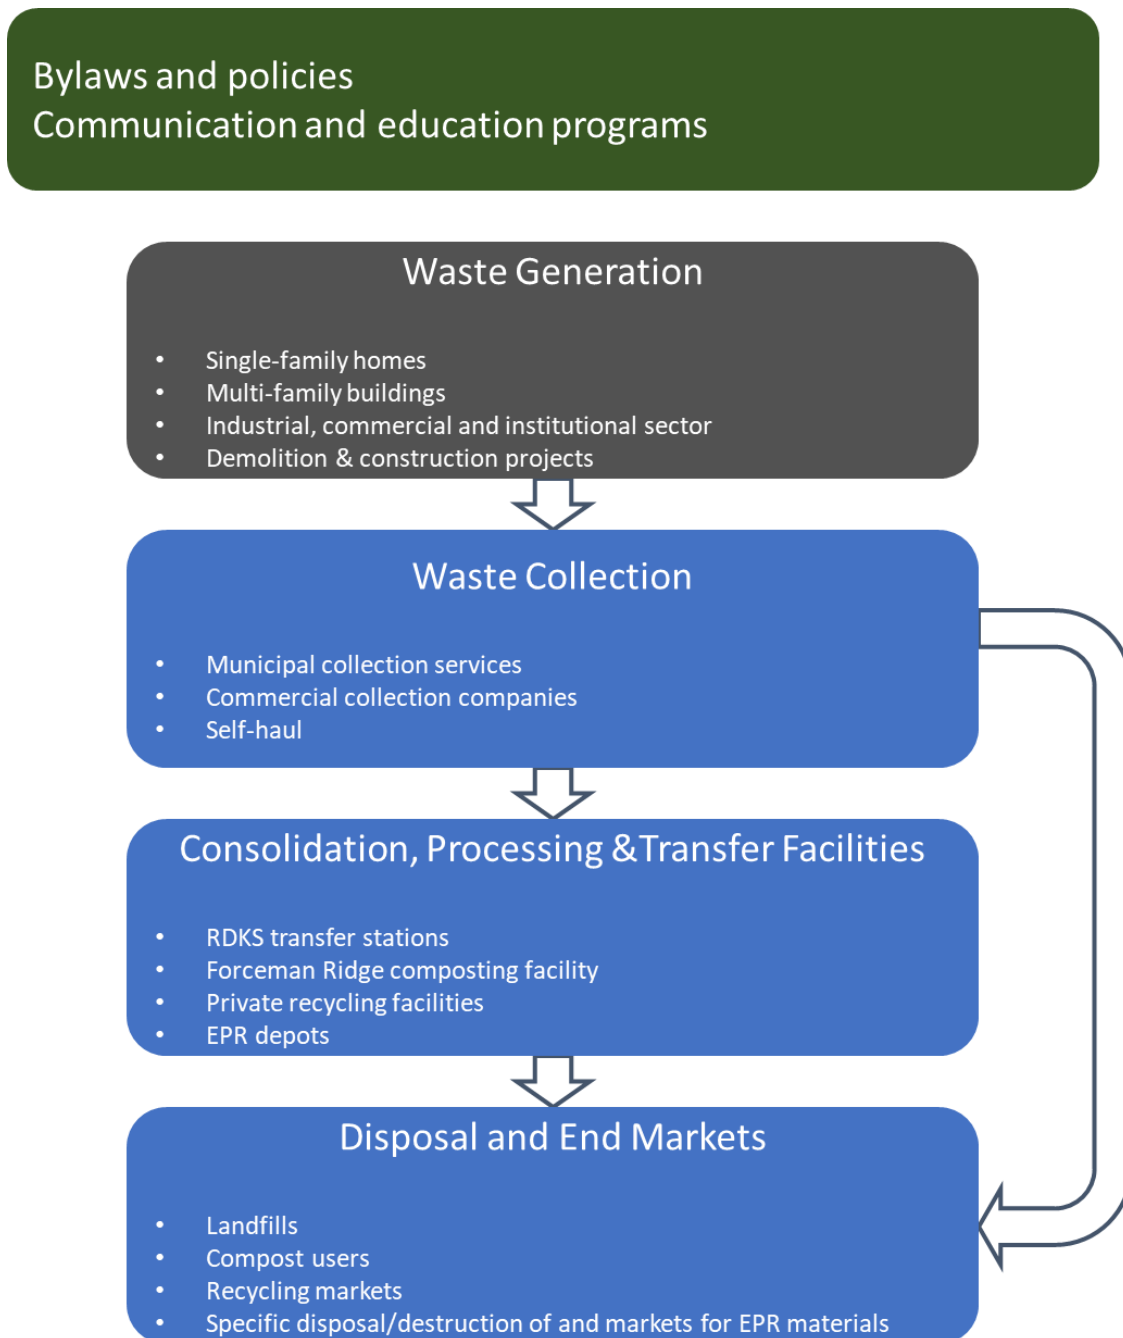 Bylaws and policies
Communication and education programs
Waste Generation
• Single-family homes
• Multi-family buildings
• Industrial, commercial and institutional sector
• Demolition & construction projects
Waste Collection
• Municipal collection services
• Commercial collection companies
• Self-haul
Consolidation, Processing &Transfer Facilities
• RDKS transfer stations
• Forceman Ridge composting facility
• Private recycling facilities
• EPR depots
Disposal and End Markets
• Landfills
• Compost users
• Recycling markets
• Specific disposal/destruction of and markets for EPR materials